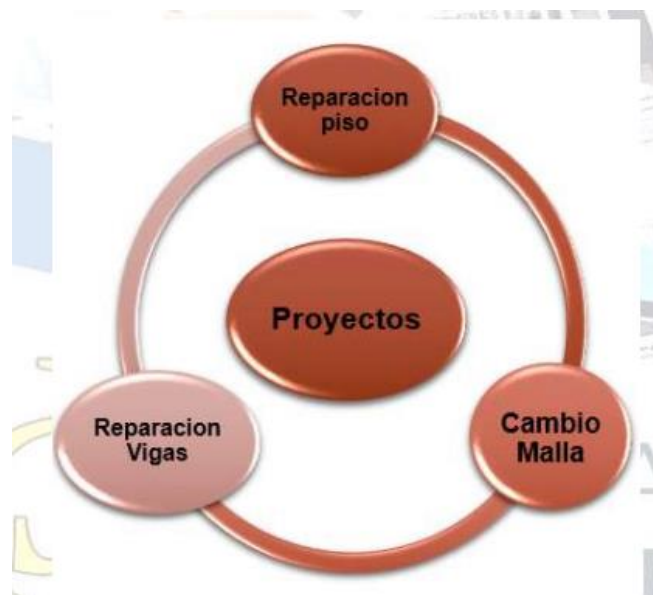 Reparacion
piso
Proyectos
Reparacion
Vigas
Cambio
Malla